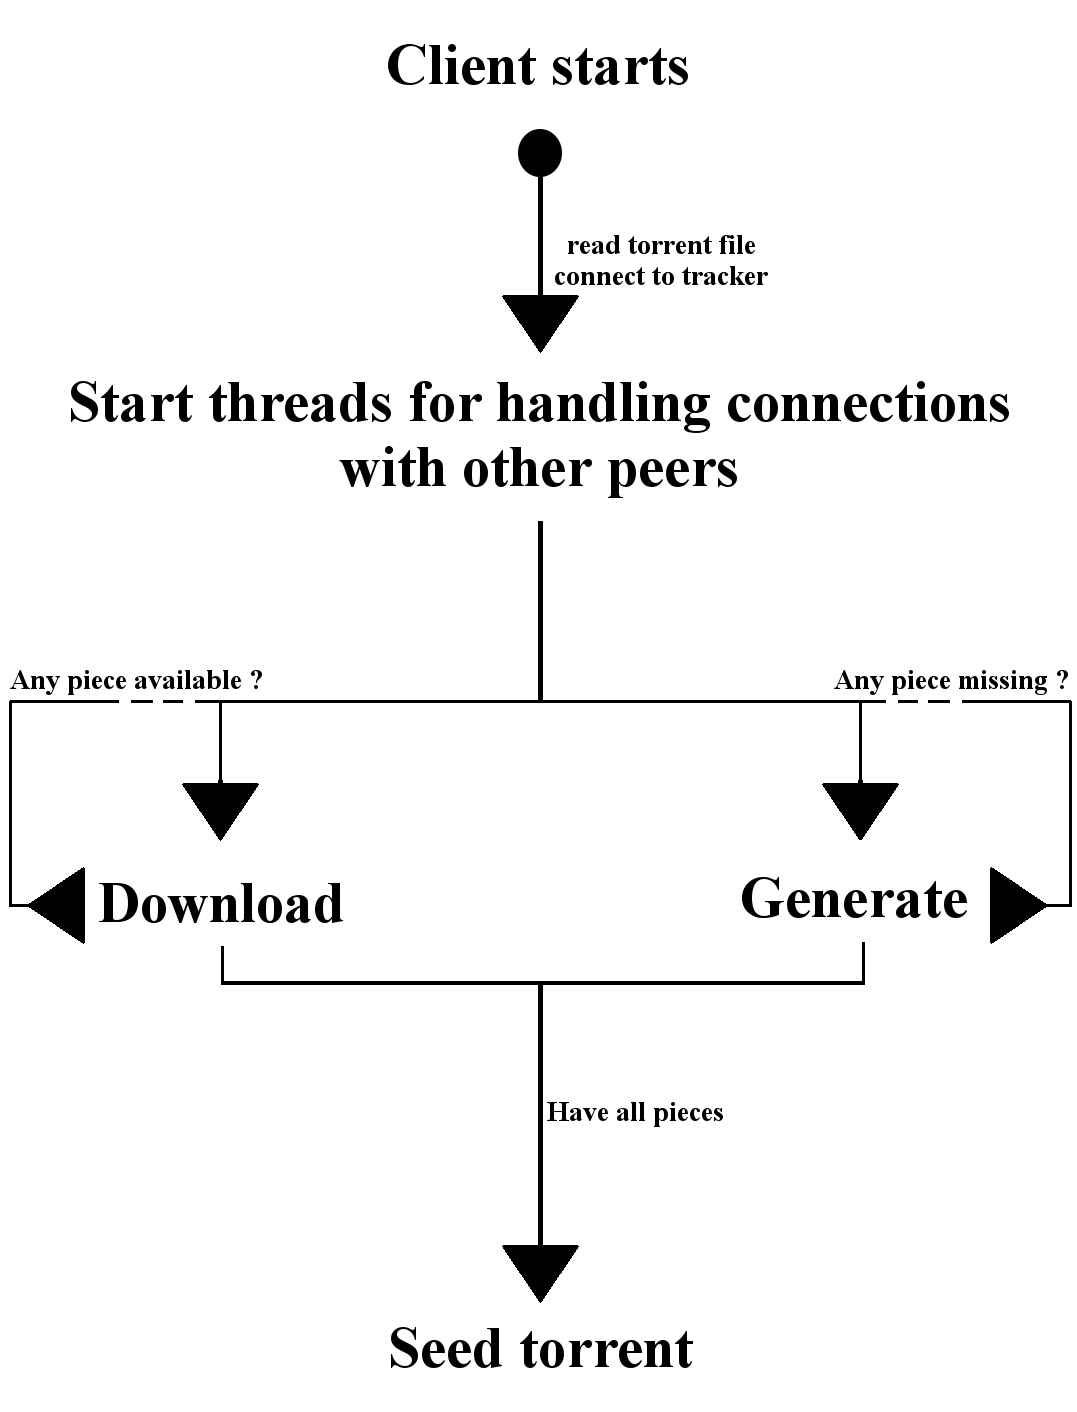 Client starts
read torrent file
connect to tracker
Start threads for handling connections
with other peers
Any piece available ?
Any piece missing ?
Download
Generate
Have all pieces
Seed torrent